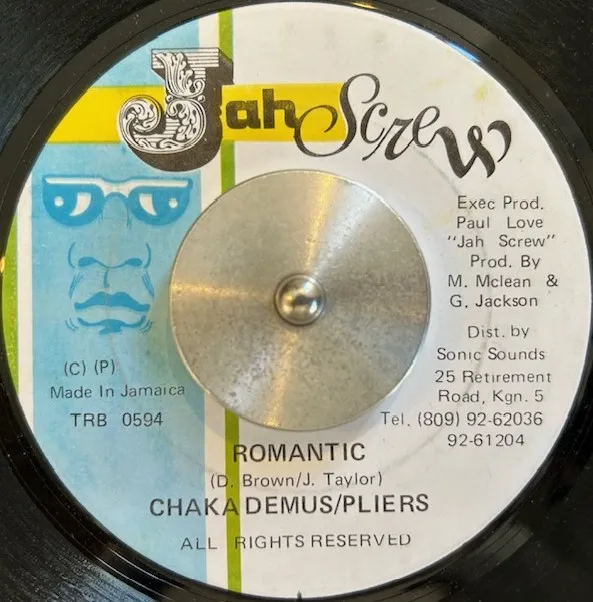 Jah Screw
Exec Prod.
Paul Love
"Jah Screw"
Prod. By
M. Mclean &
G. Jackson
Dist. by
Sonic Sounds
25 Retirement
Road, Kgn. 5
Tel. (809) 92-62036
92-61204
(C) (P)
Made In Jamaica
TRB 0594
ROMANTIC
(D. Brown/J. Taylor)
CHAKA DEMUS/PLIERS
ALL RIGHTS RESERVED